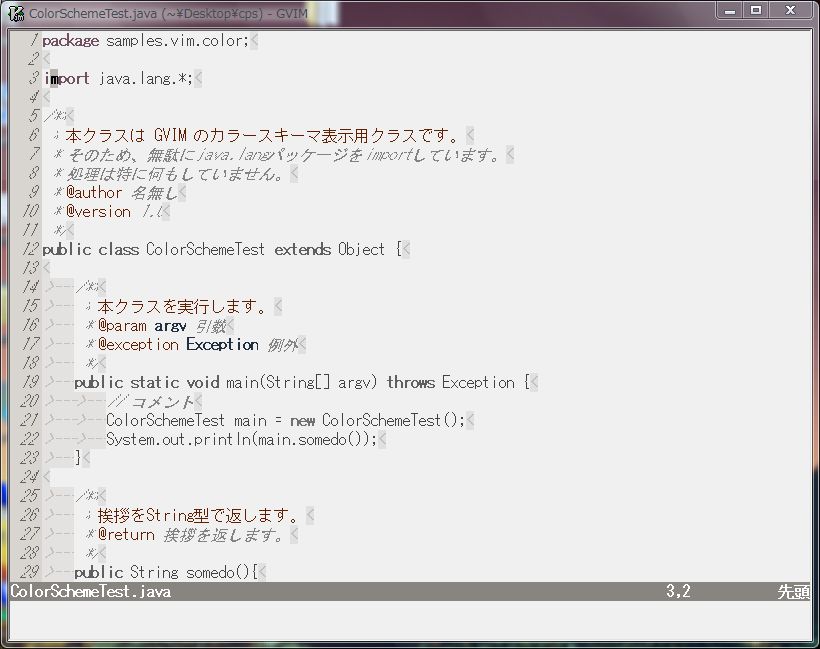 ColorSchemeTest.java (~¥Desktop¥cps) - GVIM
1 package samples.vim.color;<
2 <
3 import java.lang.*;<
4 <
5 /**<
6 * 本クラスは GVIM のカラースキーマ表示用クラスです。<
7 * そのため、無駄にjava.langパッケージをimportしています。<
8 * 処理は特に何もしていません。<
9 * @author 名無し<
10 * @version 1.0<
11 */<
12 public class ColorSchemeTest extends Object {<
13 <
14 >---/**<
15 >--- * 本クラスを実行します。<
16 >--- * @param argv 引数<
17 >--- * @exception Exception 例外<
18 >--- */<
19 >---public static void main(String[] argv) throws Exception {<
20 >--->---// コメント<
21 >--->---ColorSchemeTest main = new ColorSchemeTest();<
22 >--->---System.out.println(main.somedo());<
23 >---}<
24 <
25 >---/**<
26 >--- * 挨拶をString型で返します。<
27 >--- * @return 挨拶を返します。<
28 >--- */<
29 >---public String somedo(){<
ColorSchemeTest.java 3,2 先頭